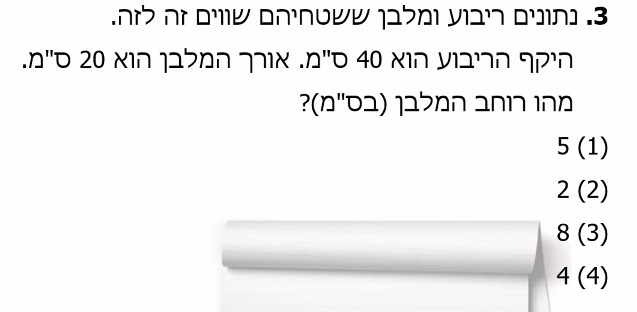 3. נתונים ריבוע ומלבן ששטחיהם שווים זה לזה.
היקף הריבוע הוא 40 ס"מ. אורך המלבן הוא 20 ס"מ.
מהו רוחב המלבן (בס"מ)?
(1) 5
(2) 2
(3) 8
(4) 4